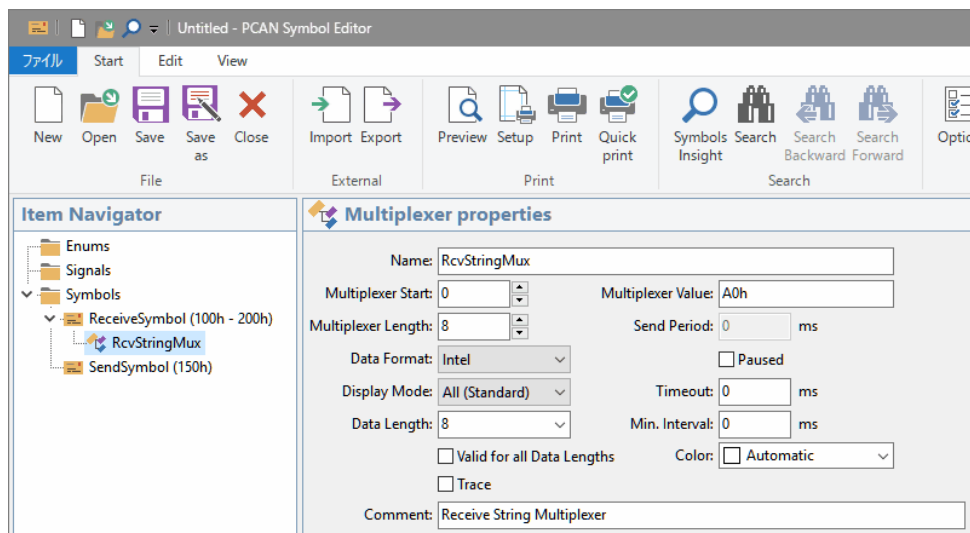 Untitled - PCAN Symbol Editor
ファイル Start Edit View
New Open Save Save as Close Import Export Preview Setup Print Quick print Symbols Insight Search Search Backward Search Forward
File External Print Search
Item Navigator
Enums
Signals
Symbols
ReceiveSymbol (100h - 200h)
RcvStringMux
SendSymbol (150h)
Multiplexer properties
Name: RcvStringMux
Multiplexer Start: 0 Multiplexer Value: A0h
Multiplexer Length: 8 Send Period: 0 ms
Data Format: Intel Paused
Display Mode: All (Standard) Timeout: 0 ms
Data Length: 8 Min. Interval: 0 ms
Valid for all Data Lengths Color: Automatic
Trace
Comment: Receive String Multiplexer